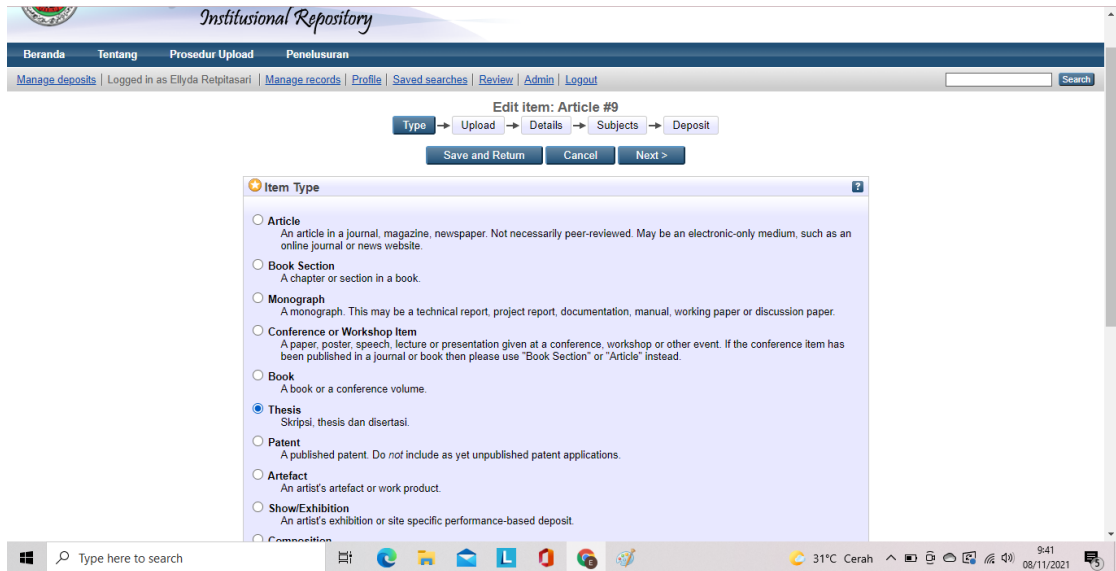 Institusional Repository
Beranda Tentang Prosedur Upload Penelusuran
Manage deposits | Logged in as Ellyda Retpitasari | Manage records | Profile | Saved searches | Review | Admin | Logout Search
Edit item: Article #9
Type → Upload → Details → Subjects → Deposit
Save and Return Cancel Next >
Item Type ?
Article
An article in a journal, magazine, newspaper. Not necessarily peer-reviewed. May be an electronic-only medium, such as an
online journal or news website.
Book Section
A chapter or section in a book.
Monograph
A monograph. This may be a technical report, project report, documentation, manual, working paper or discussion paper.
Conference or Workshop Item
A paper, poster, speech, lecture or presentation given at a conference, workshop or other event. If the conference item has
been published in a journal or book then please use "Book Section" or "Article" instead.
Book
A book or a conference volume.
Thesis
Skripsi, thesis dan disertasi.
Patent
A published patent. Do not include as yet unpublished patent applications.
Artefact
An artist's artefact or work product.
Show/Exhibition
An artist's exhibition or site specific performance-based deposit.
Composition
Type here to search L 31°C Cerah 9:41
08/11/2021 5